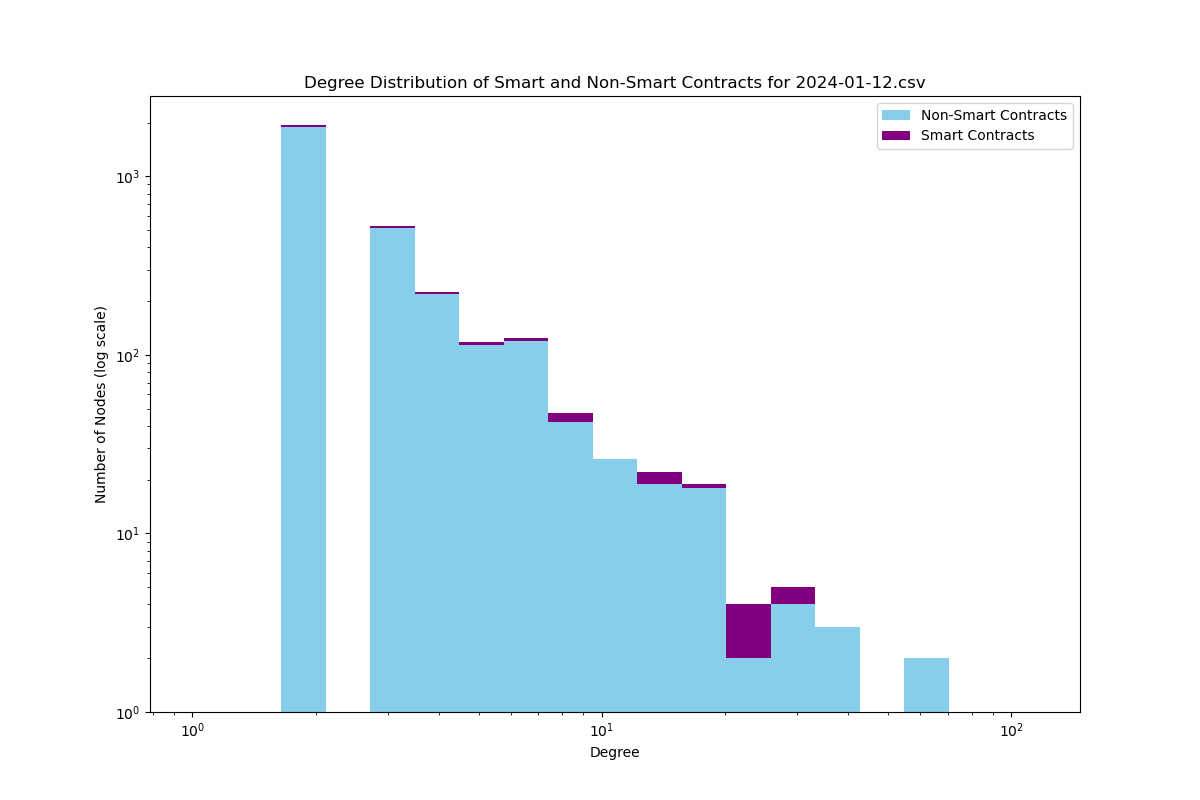 Degree Distribution of Smart and Non-Smart Contracts for 2024-01-12.csv
Non-Smart Contracts
Smart Contracts
Number of Nodes (log scale)
10³
10²
10¹
10⁰
10⁰ 10¹ 10²
Degree